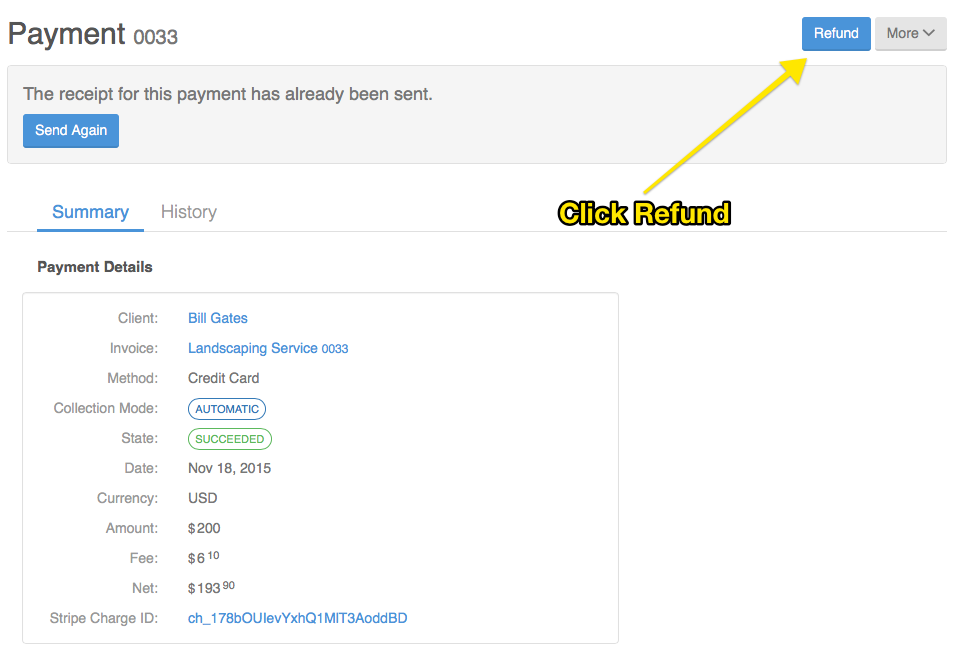 Payment 0033
Refund
More
The receipt for this payment has already been sent.
Send Again
Click Refund
Summary
History
Payment Details
Client: Bill Gates
Invoice: Landscaping Service 0033
Method: Credit Card
Collection Mode: AUTOMATIC
State: SUCCEEDED
Date: Nov 18, 2015
Currency: USD
Amount: $200
Fee: $6 10
Net: $193 90
Stripe Charge ID: ch_178bOUIevYxhQ1MIT3AoddBD